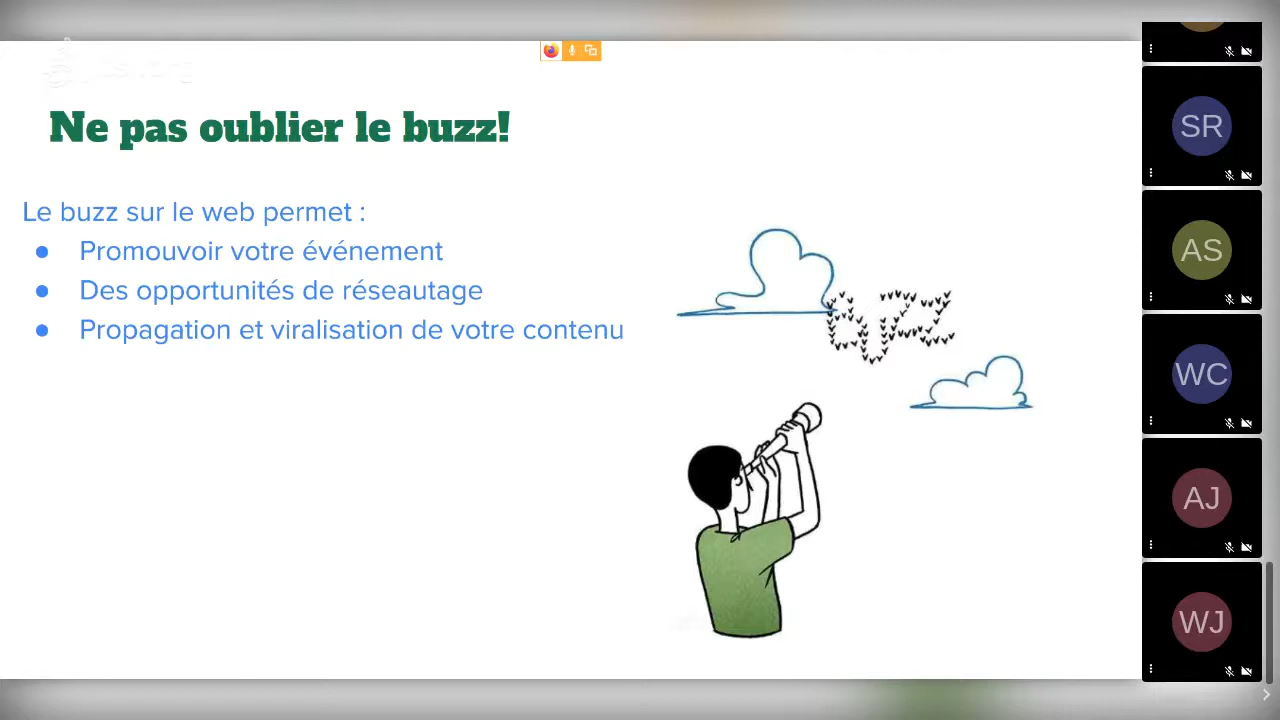 Ne pas oublier le buzz!
Le buzz sur le web permet :
● Promouvoir votre événement
● Des opportunités de réseautage
● Propagation et viralisation de votre contenu
Buzz
SR
AS
WC
AJ
WJ